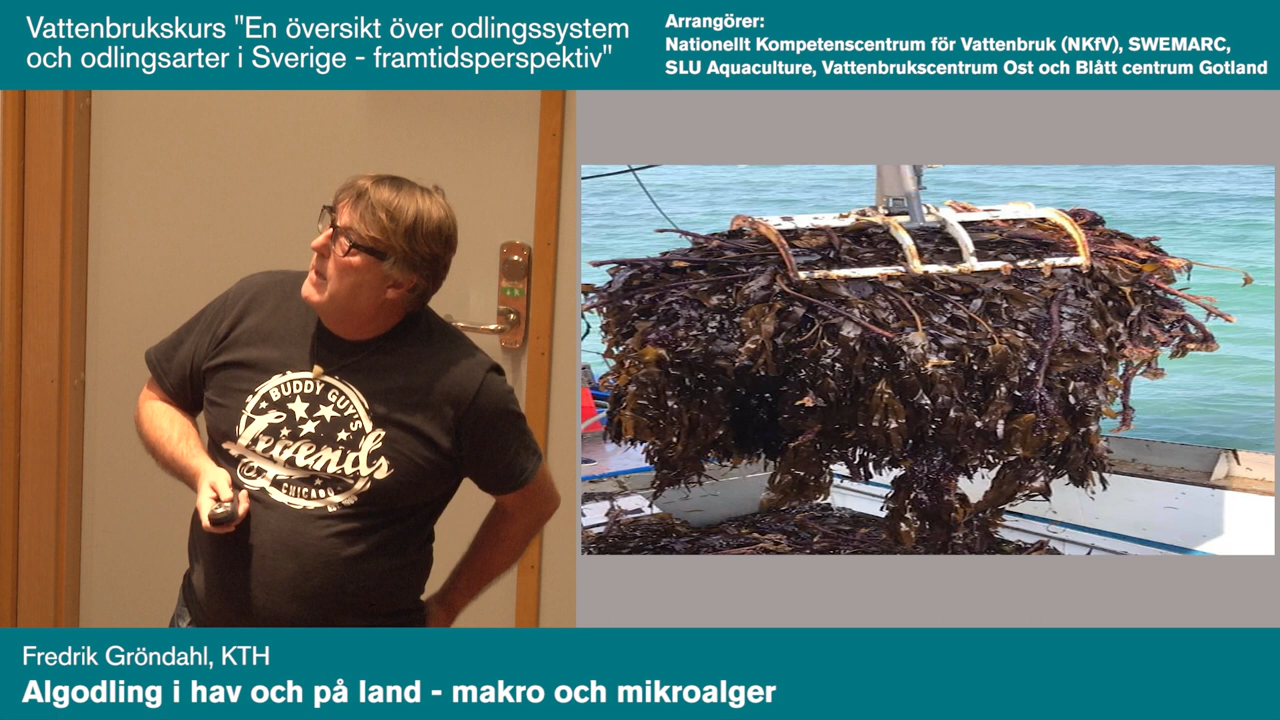 Vattenbrukskurs "En översikt över odlingssystem
och odlingsarter i Sverige - framtidsperspektiv"
Arrangörer:
Nationellt Kompetenscentrum för Vattenbruk (NKfV), SWEMARC,
SLU Aquaculture, Vattenbrukscentrum Ost och Blått centrum Gotland
BUDDY GUY'S
Legends
CHICAGO
Fredrik Gröndahl, KTH
Algodling i hav och på land - makro och mikroalger